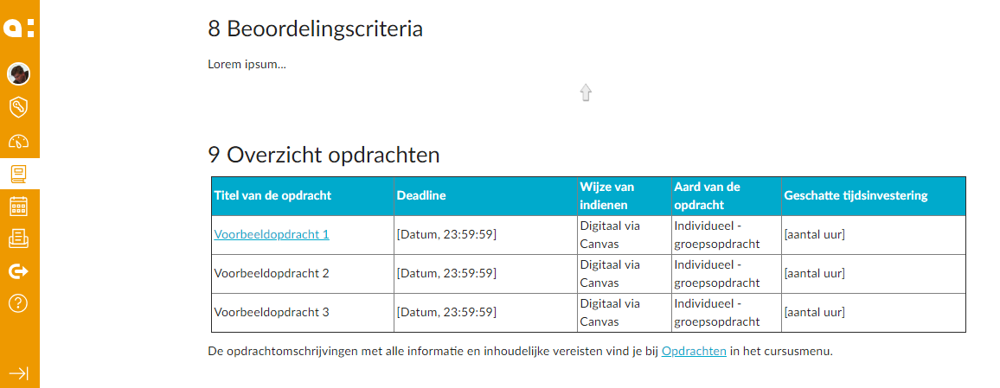 a:
8 Beoordelingscriteria
Lorem ipsum...
9 Overzicht opdrachten
Titel van de opdracht Deadline Wijze van indienen Aard van de opdracht Geschatte tijdsinvestering
Voorbeeldopdracht 1 [Datum, 23:59:59] Digitaal via Canvas Individueel - groepsopdracht [aantal uur]
Voorbeeldopdracht 2 [Datum, 23:59:59] Digitaal via Canvas Individueel - groepsopdracht [aantal uur]
Voorbeeldopdracht 3 [Datum, 23:59:59] Digitaal via Canvas Individueel - groepsopdracht [aantal uur]
De opdrachtomschrijvingen met alle informatie en inhoudelijke vereisten vind je bij Opdrachten in het cursusmenu.